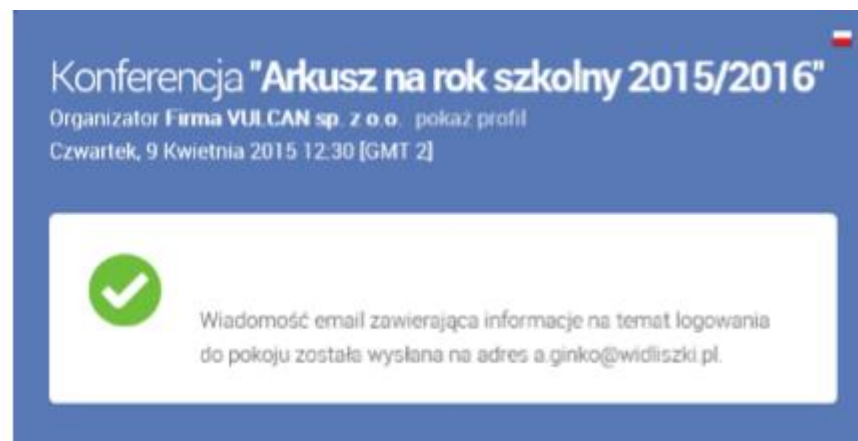 Konferencja "Arkusz na rok szkolny 2015/2016"
Organizator Firma VULCAN sp. z o.o. pokaż profil
Czwartek, 9 Kwietnia 2015 12:30 [GMT 2]
Wiadomość email zawierająca informacje na temat logowania
do pokoju została wysłana na adres a.ginko@widliszki.pl.